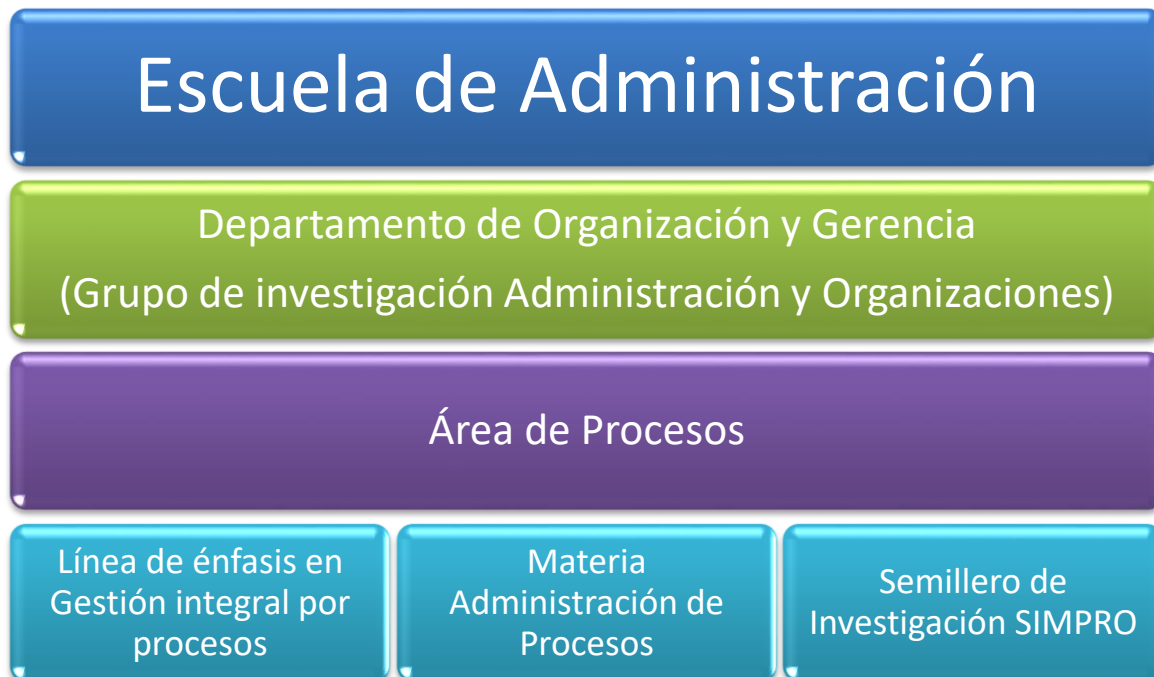 Escuela de Administración
Departamento de Organización y Gerencia
(Grupo de investigación Administración y Organizaciones)
Área de Procesos
Línea de énfasis en
Gestión integral por
procesos
Materia
Administración de
Procesos
Semillero de
Investigación SIMPRO